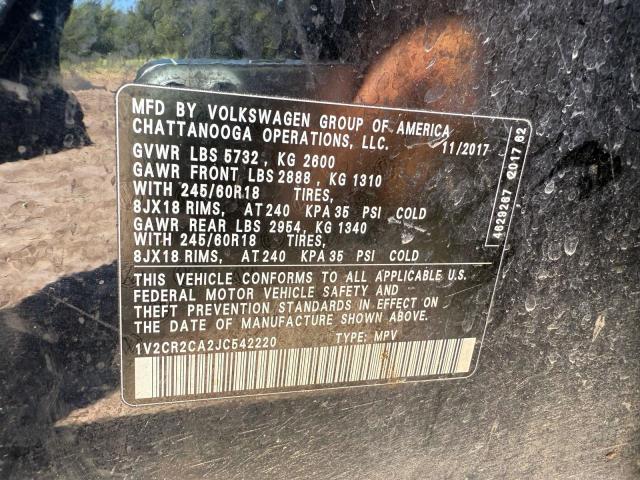 MFD BY VOLKSWAGEN GROUP OF AMERICA
CHATTANOOGA OPERATIONS, LLC. 11/2017
GVWR LBS 5732, KG 2600
GAWR FRONT LBS 2888, KG 1310
WITH 245/60R18 TIRES,
8JX18 RIMS, AT 240 KPA 35 PSI COLD
GAWR REAR LBS 2954, KG 1340
WITH 245/60R18 TIRES,
8JX18 RIMS, AT 240 KPA 35 PSI COLD
4629267 2017 62
THIS VEHICLE CONFORMS TO ALL APPLICABLE U.S.
FEDERAL MOTOR VEHICLE SAFETY AND
THEFT PREVENTION STANDARDS IN EFFECT ON
THE DATE OF MANUFACTURE SHOWN ABOVE.
1V2CR2CA2JC542220 TYPE: MPV